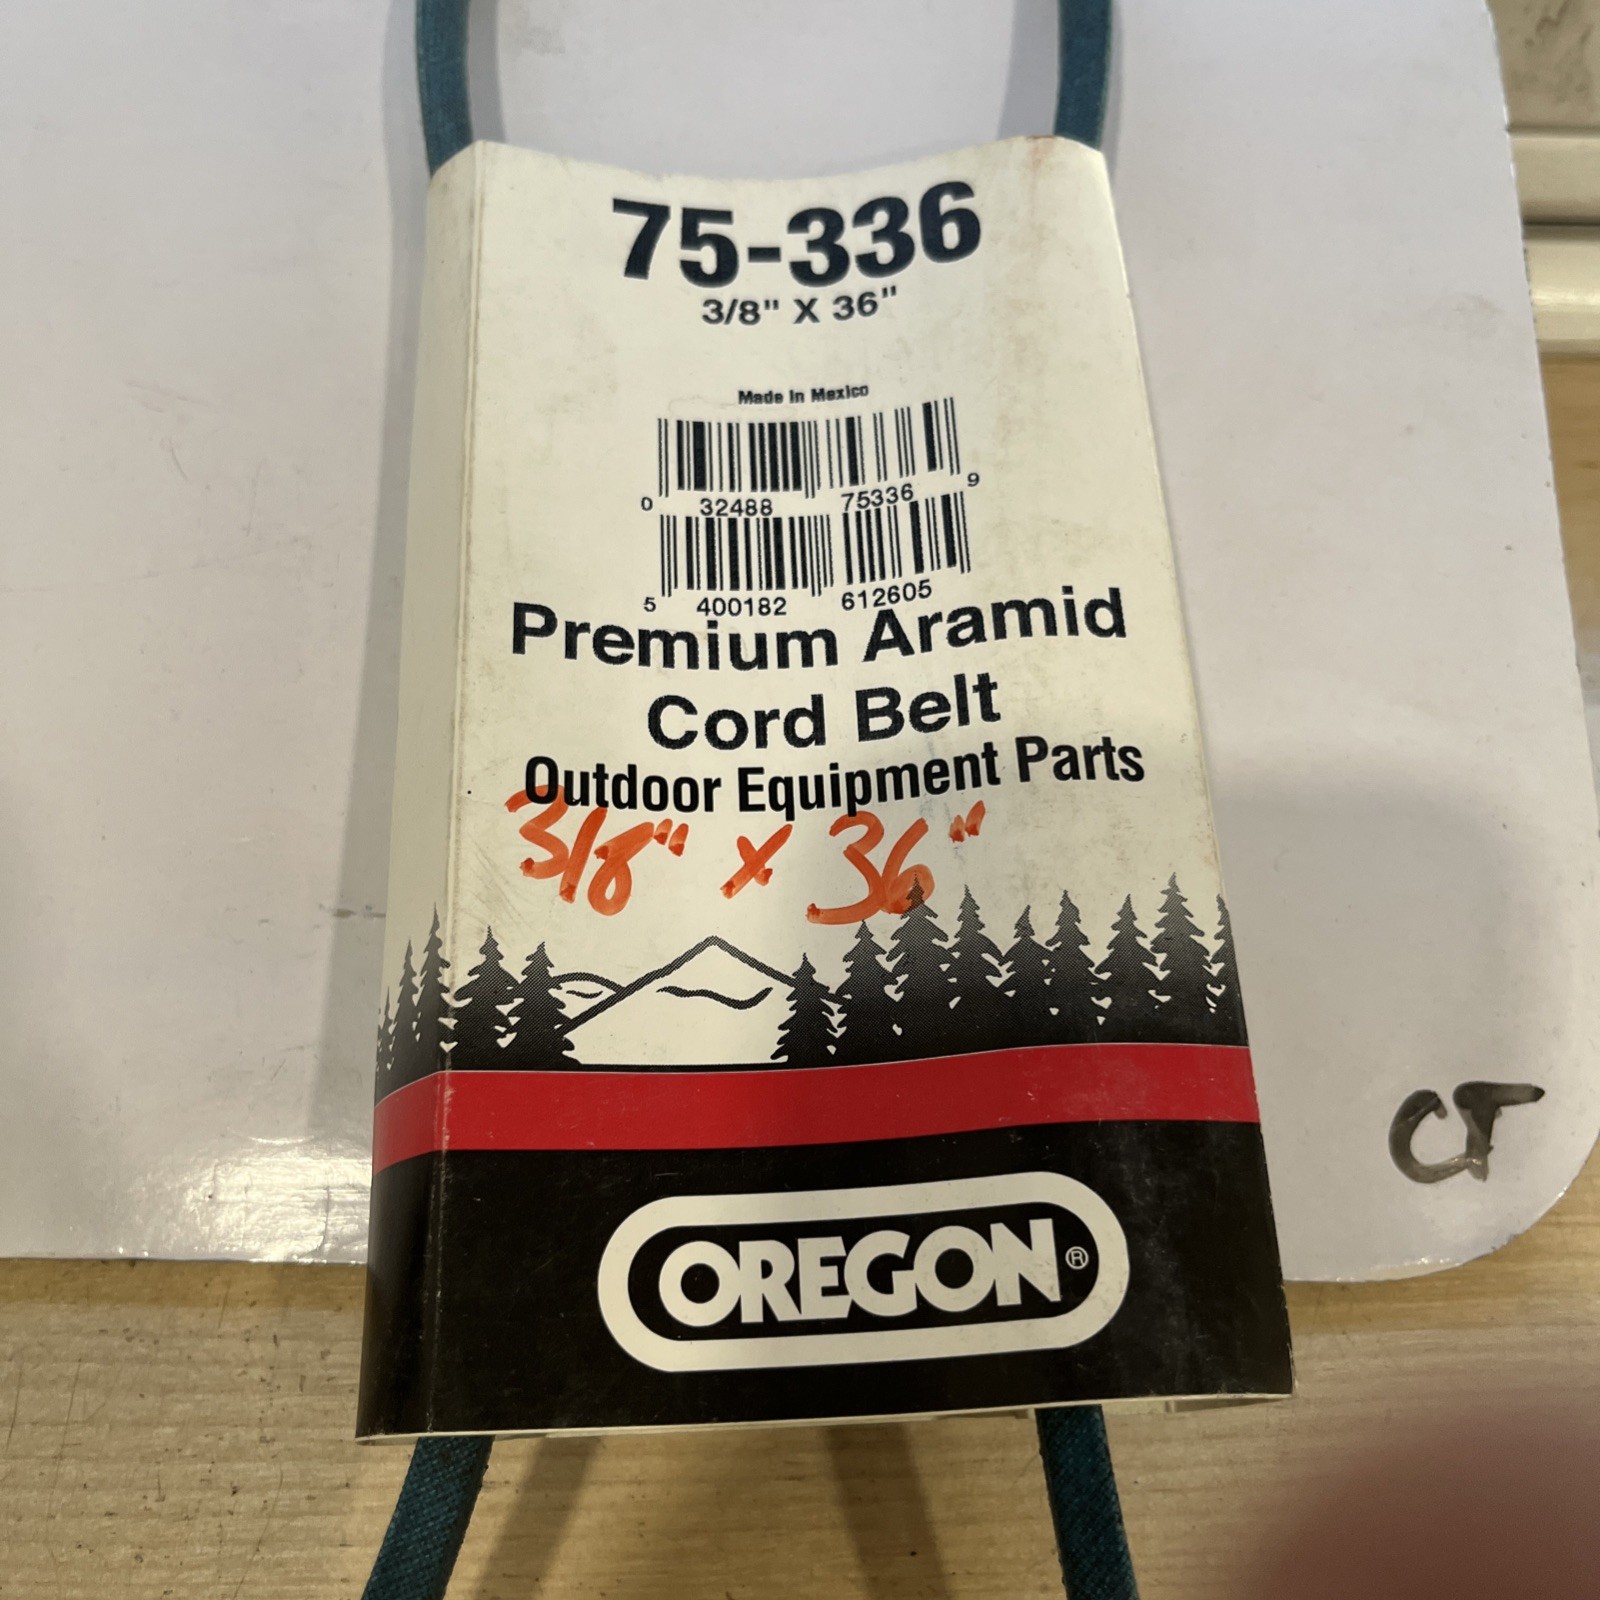 75-336
3/8" X 36"
Made In Mexico
0 32488 75336 9
5 400182 612605
Premium Aramid
Cord Belt
Outdoor Equipment Parts
3/8" x 36"
CT
OREGON®